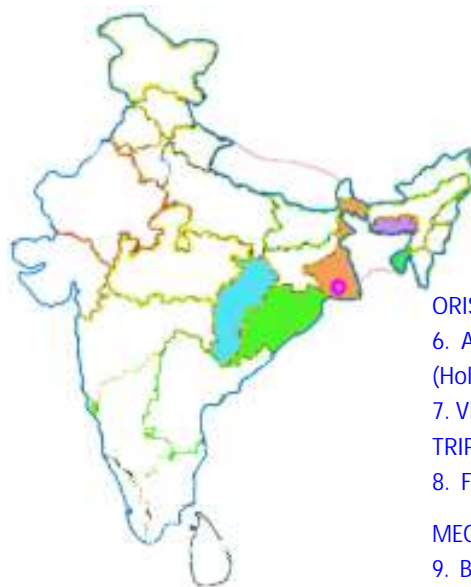 ORIS
6. A
(Hol
7. V
TRIP
8. F
MEG
9. B